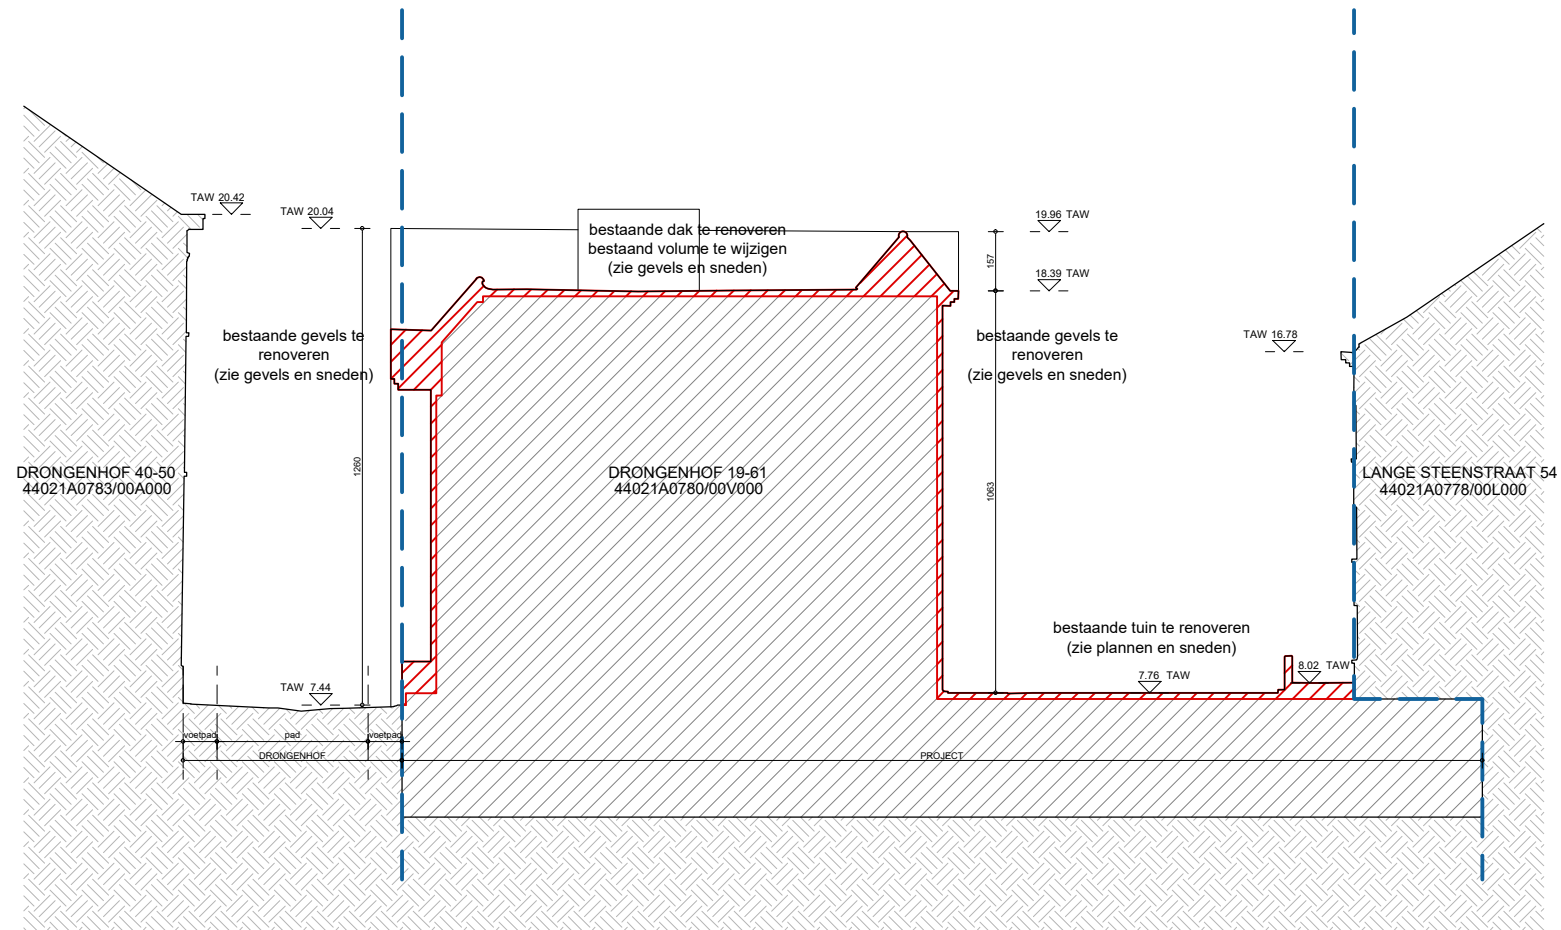 TAW 20.42
TAW 20.04
bestaande dak te renoveren
bestaand volume te wijzigen
(zie gevels en sneden)
19.96 TAW
157
18.39 TAW
bestaande gevels te
renoveren
(zie gevels en sneden)
bestaande gevels te
renoveren
(zie gevels en sneden)
TAW 16.78
DRONGENHOF 40-50
44021A0783/00A000
1260
DRONGENHOF 19-61
44021A0780/00V000
1063
LANGE STEENSTRAAT 54
44021A0778/00L000
bestaande tuin te renoveren
(zie plannen en sneden)
TAW 7.44
7.76 TAW
8.02 TAW
voetpad
pad
voetpad
DRONGENHOF
PROJECT